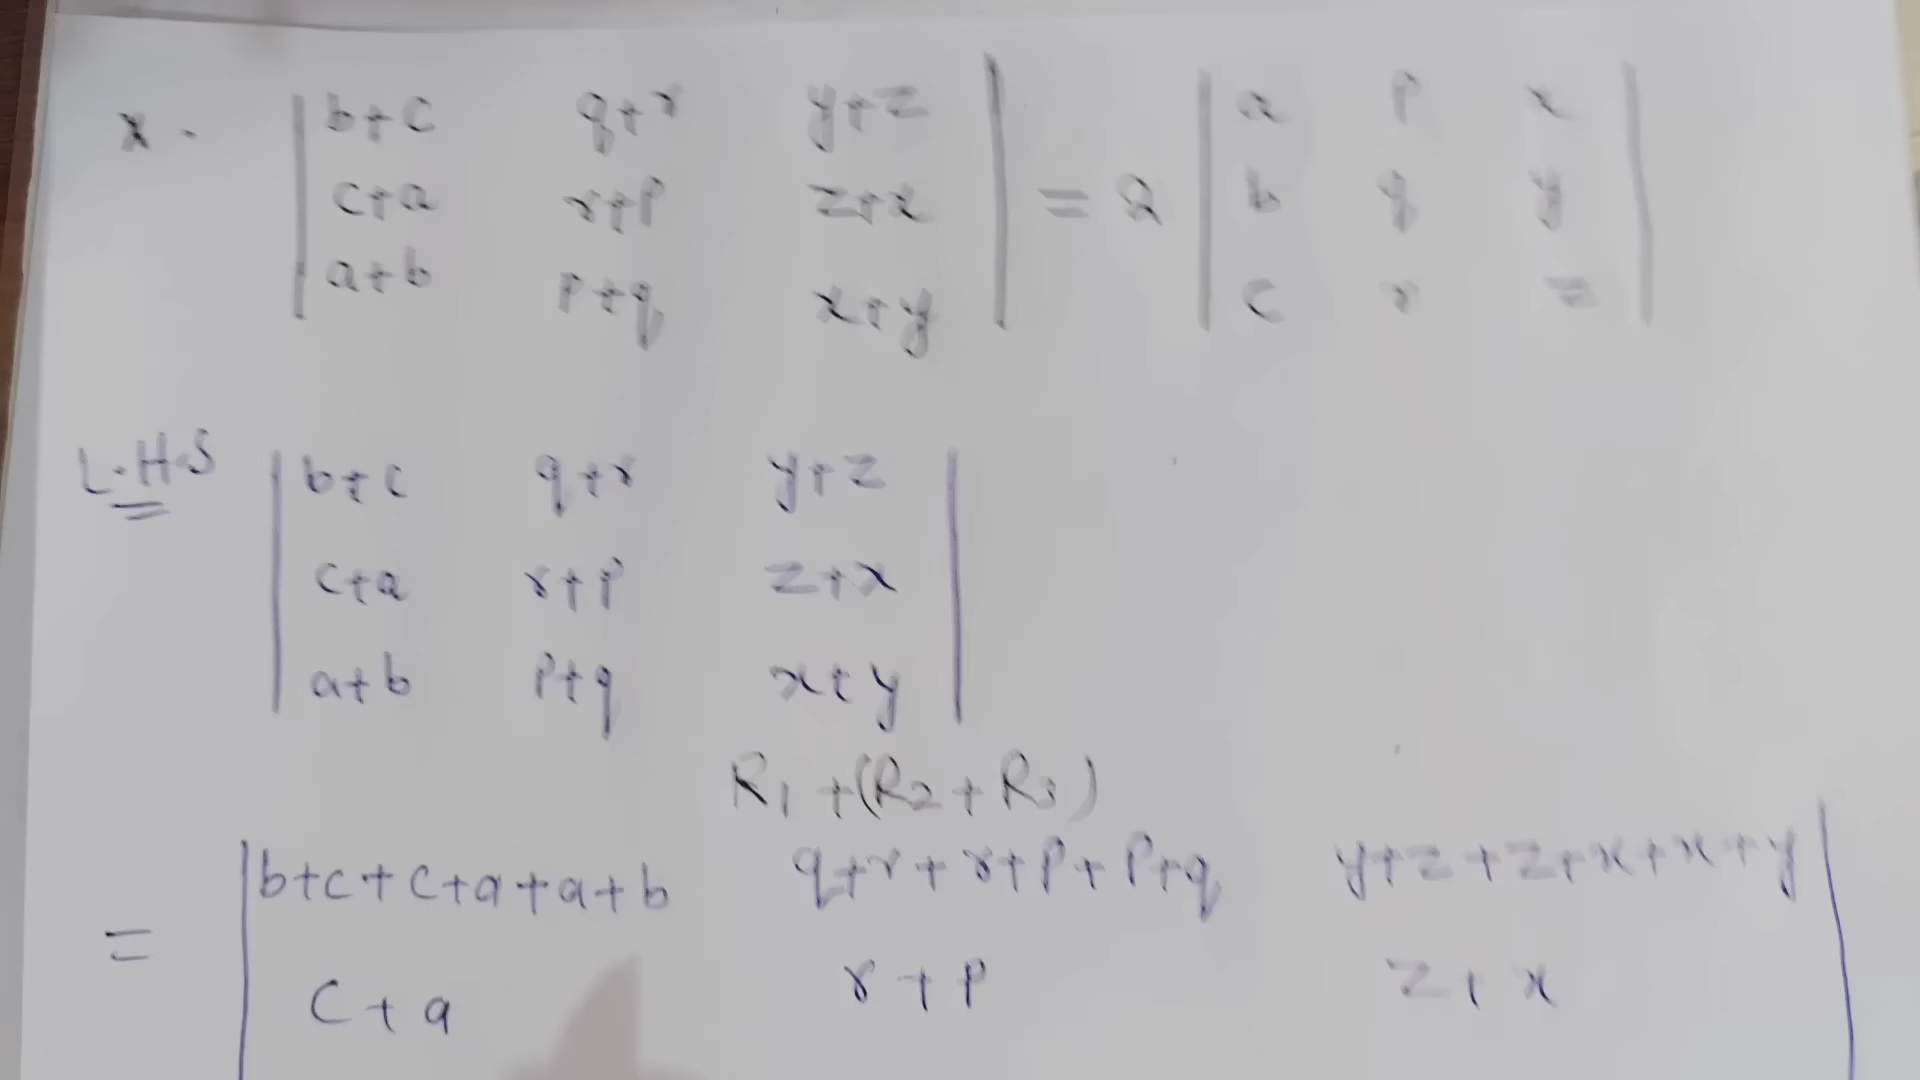 x. | b+c q+r y+z | = 2 | a p x |
| c+a r+p z+x | | b q y |
| a+b p+q x+y | | c r z |
L.H.S | b+c q+r y+z |
| c+a r+p z+x |
| a+b p+q x+y |
R1 +(R2+R3)
= | b+c+c+a+a+b q+r+r+p+p+q y+z+z+x+x+y |
| c+a r+p z+x |